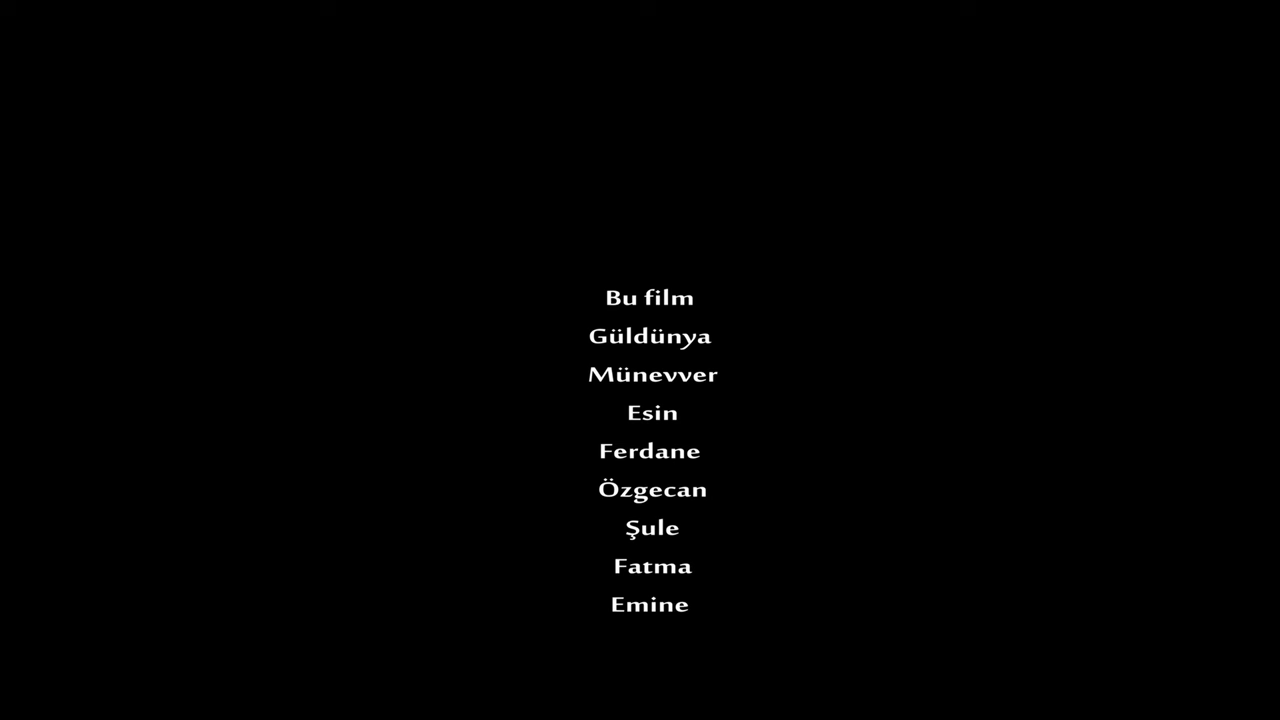 Bu film
Güldünya
Münevver
Esin
Ferdane
Özgecan
Şule
Fatma
Emine